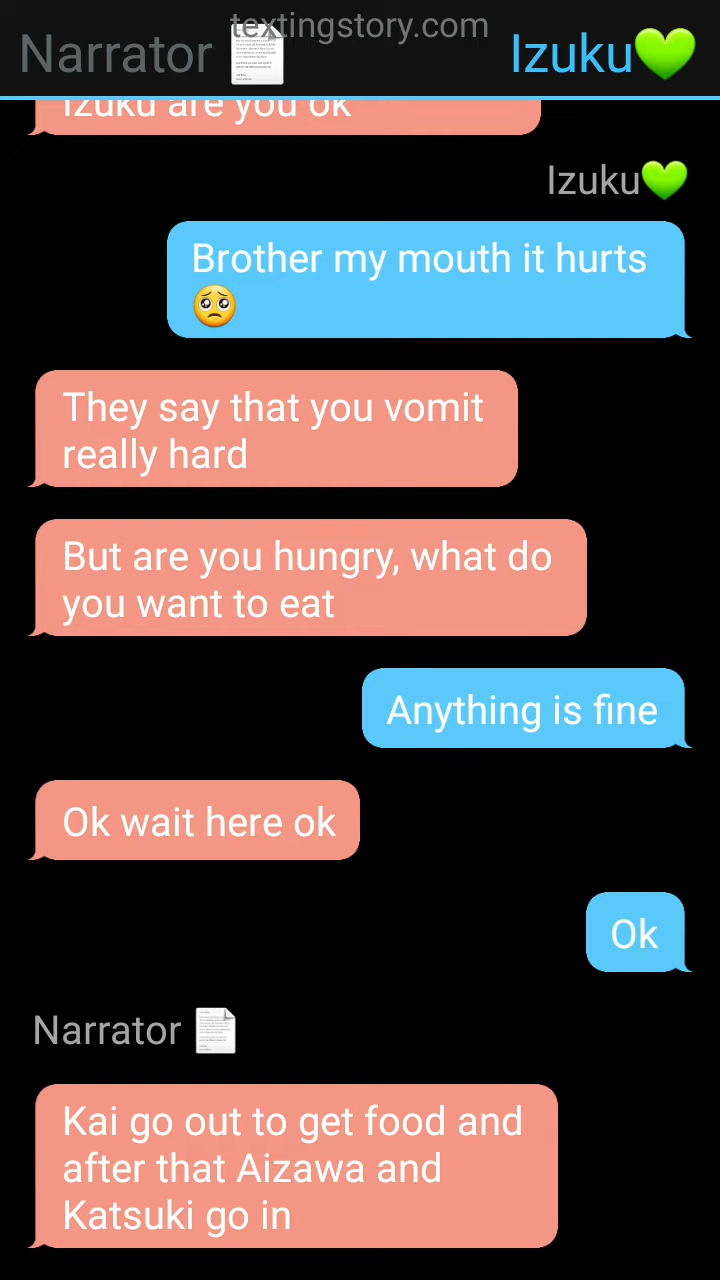 textingstory.com
Narrator
Izuku💚
Izuku are you ok
Izuku💚
Brother my mouth it hurts
🥺
They say that you vomit
really hard
But are you hungry, what do
you want to eat
Anything is fine
Ok wait here ok
Ok
Narrator
Kai go out to get food and
after that Aizawa and
Katsuki go in